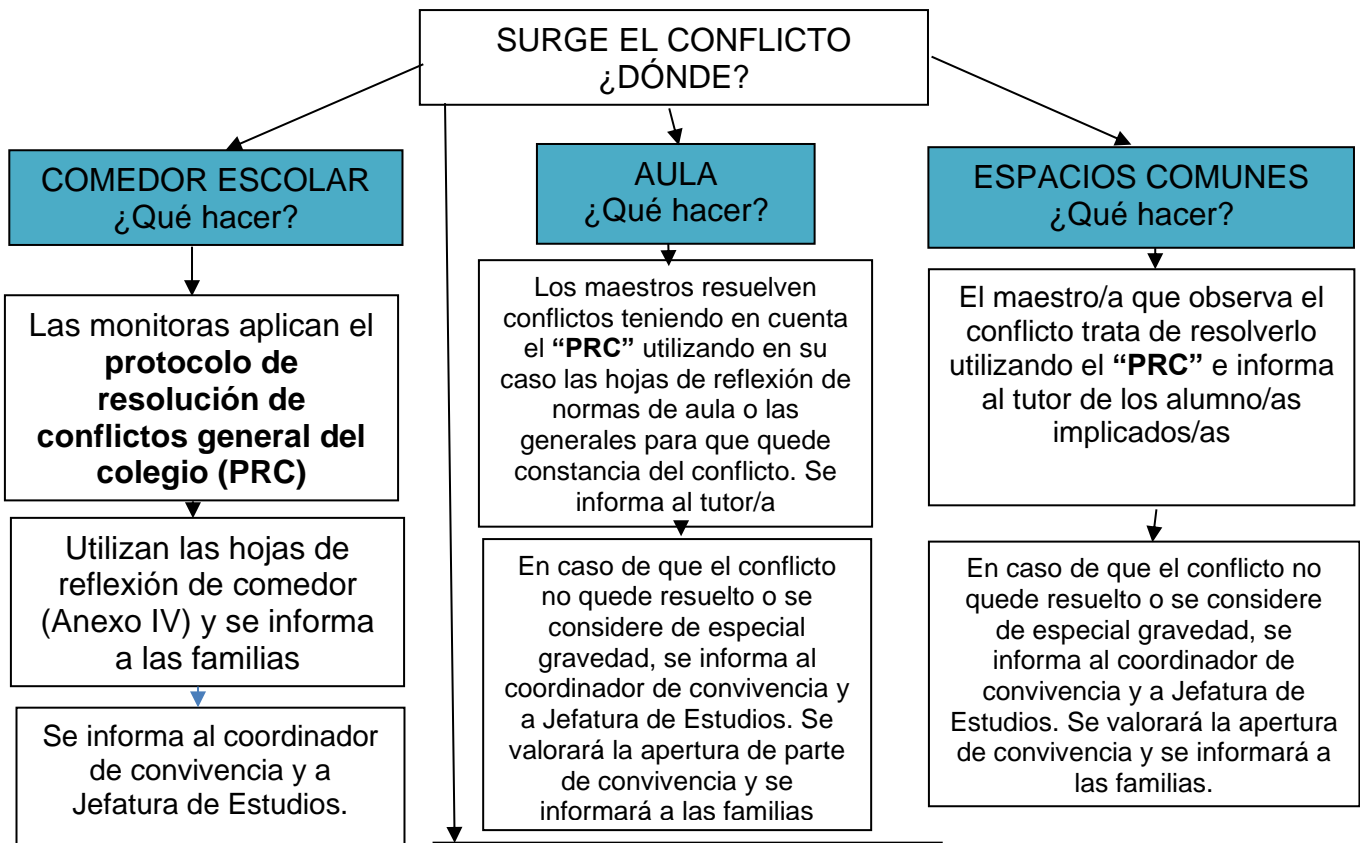 SURGE EL CONFLICTO
¿DÓNDE?
COMEDOR ESCOLAR
¿Qué hacer?
Las monitoras aplican el
protocolo de
resolución de
conflictos general del
colegio (PRC)
Utilizan las hojas de
reflexión de comedor
(Anexo IV) y se informa
a las familias
Se informa al coordinador
de convivencia y a
Jefatura de Estudios.
AULA
¿Qué hacer?
Los maestros resuelven
conflictos teniendo en cuenta
el “PRC” utilizando en su
caso las hojas de reflexión de
normas de aula o las
generales para que quede
constancia del conflicto. Se
informa al tutor/a
En caso de que el conflicto
no quede resuelto o se
considere de especial
gravedad, se informa al
coordinador de convivencia y
a Jefatura de Estudios. Se
valorará la apertura de parte
de convivencia y se
informará a las familias
ESPACIOS COMUNES
¿Qué hacer?
El maestro/a que observa el
conflicto trata de resolverlo
utilizando el “PRC” e informa
al tutor de los alumno/as
implicados/as
En caso de que el conflicto no
quede resuelto o se considere
de especial gravedad, se
informa al coordinador de
convivencia y a Jefatura de
Estudios. Se valorará la apertura
de convivencia y se informará a
las familias.